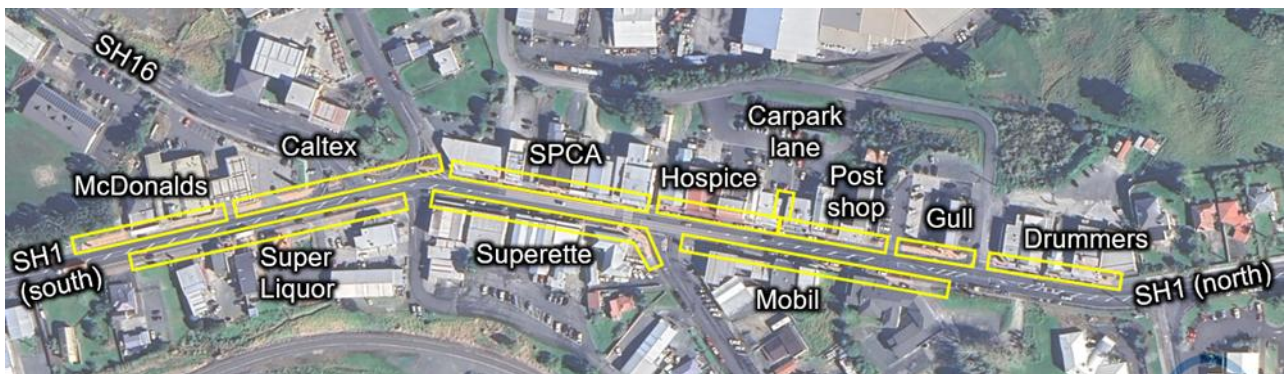 SH16
Caltex
McDonalds
SPCA
Carpark
lane
Hospice
Post
shop
Gull
Drummers
SH1
(south)
Super
Liquor
Superette
Mobil
SH1 (north)